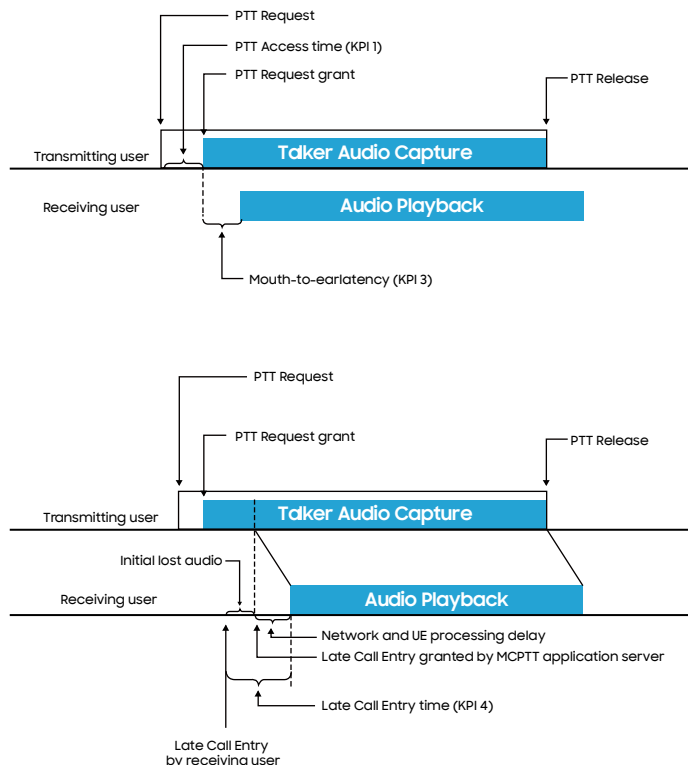 PTT Request
PTT Access time (KPI 1)
PTT Request grant
PTT Release
Transmitting user
Talker Audio Capture
Receiving user
Audio Playback
Mouth-to-earlatency (KPI 3)
PTT Request
PTT Request grant
PTT Release
Transmitting user
Talker Audio Capture
Initial lost audio
Receiving user
Audio Playback
Network and UE processing delay
Late Call Entry granted by MCPTT application server
Late Call Entry time (KPI 4)
Late Call Entry
by receiving user